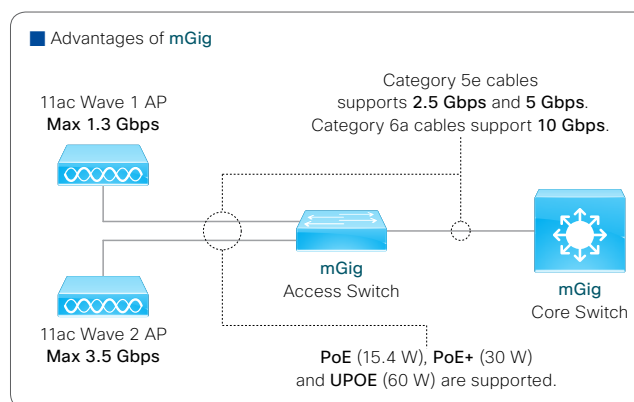 Advantages of mGig
11ac Wave 1 AP
Max 1.3 Gbps
Category 5e cables
supports 2.5 Gbps and 5 Gbps.
Category 6a cables support 10 Gbps.
mGig
Access Switch
mGig
Core Switch
11ac Wave 2 AP
Max 3.5 Gbps
PoE (15.4 W), PoE+ (30 W)
and UPOE (60 W) are supported.